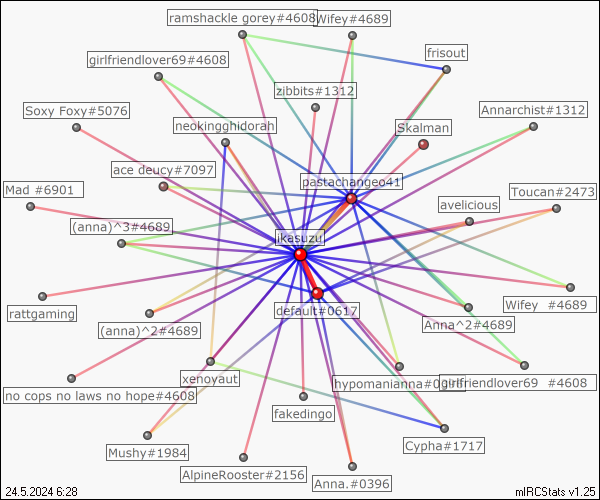 ramshackle gorey#4608
Wifey#4689
frisout
girlfriendlover69#4608
zibbits#1312
Soxy Foxy#5076
Annarchist#1312
neokingghidorah
Skalman
ace deucy#7097
pastachangeo41
Mad #6901
Toucan#2473
avelicious
(anna)^3#4689
ikasuzu
Wifey #4689
rattgaming
default#0617
(anna)^2#4689
Anna^2#4689
xenoyaut
hypomanianna#0
girlfriendlover69 #4608
no cops no laws no hope#4608
fakedingo
Mushy#1984
Cypha#1717
AlpineRooster#2156
Anna.#0396
24.5.2024 6:28
mIRCStats v1.25